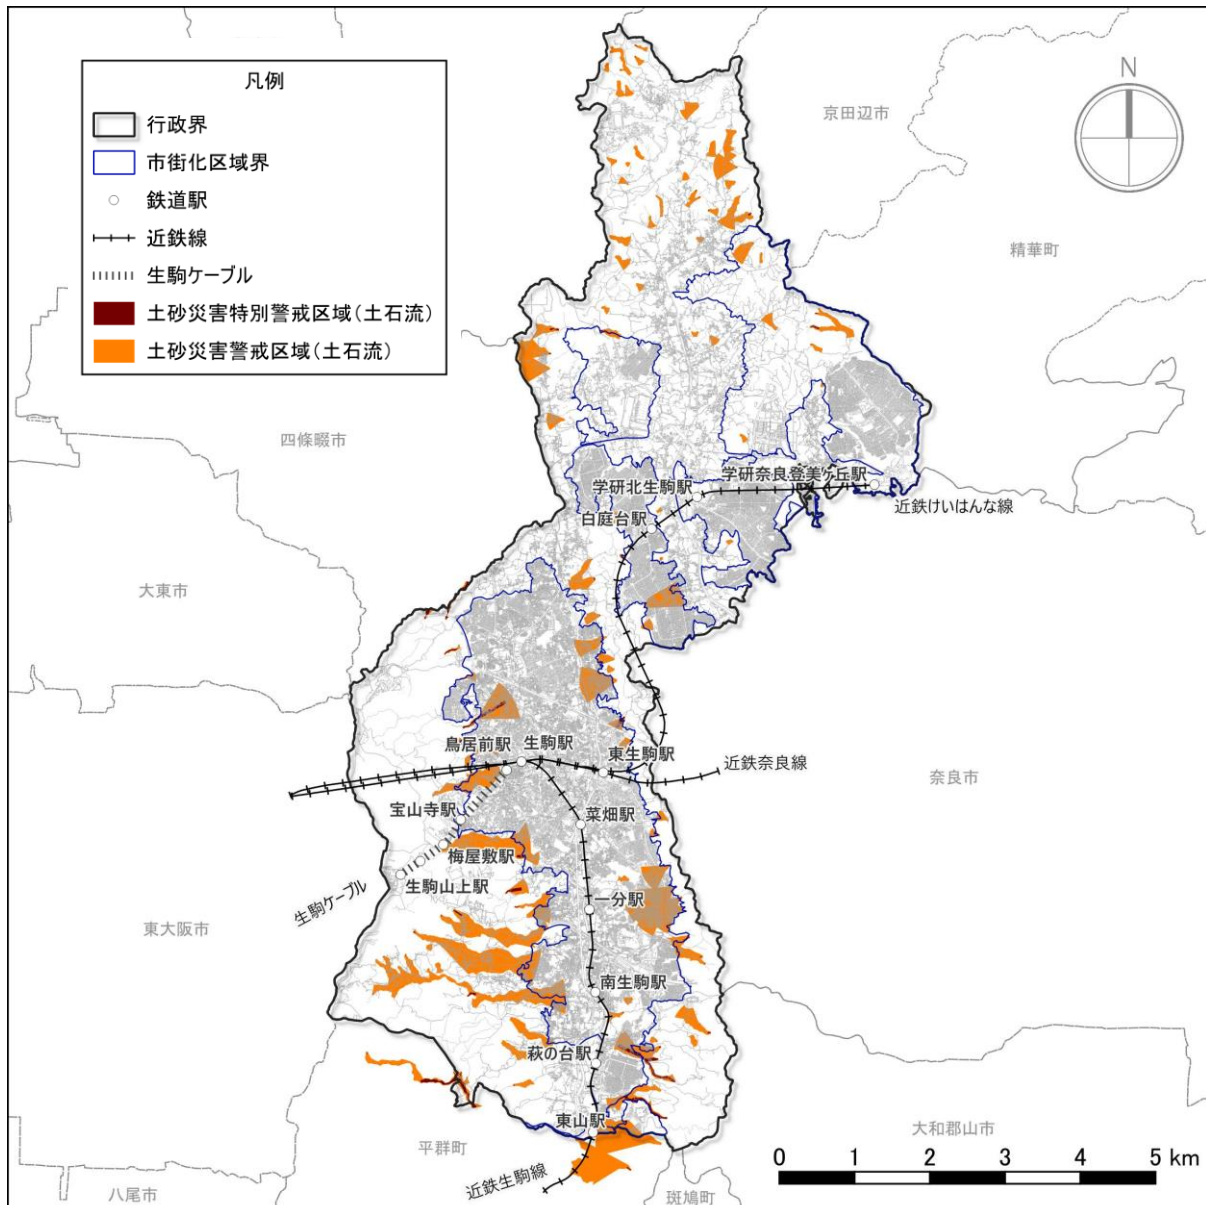 凡例
行政界
市街化区域界
鉄道駅
近鉄線
生駒ケーブル
土砂災害特別警戒区域(土石流)
土砂災害警戒区域(土石流)
N
京田辺市
精華町
四條畷市
学研奈良登美ケ丘駅
学研北生駒駅
近鉄けいはんな線
白庭台駅
大東市
鳥居前駅
生駒駅
東生駒駅
近鉄奈良線
奈良市
宝山寺駅
菜畑駅
梅屋敷駅
生駒山上駅
生駒ケーブル
一分駅
東大阪市
南生駒駅
萩の台駅
東山駅
大和郡山市
平群町
近鉄生駒線
斑鳩町
八尾市
0 1 2 3 4 5 km